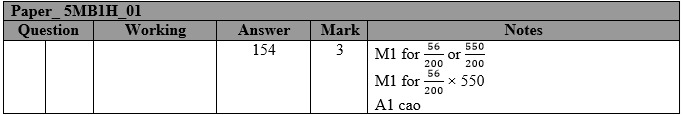 Paper_ 5MB1H_01
Question Working Answer Mark Notes
154 3 M1 for 56/200 or 550/200
M1 for 56/200 × 550
A1 cao